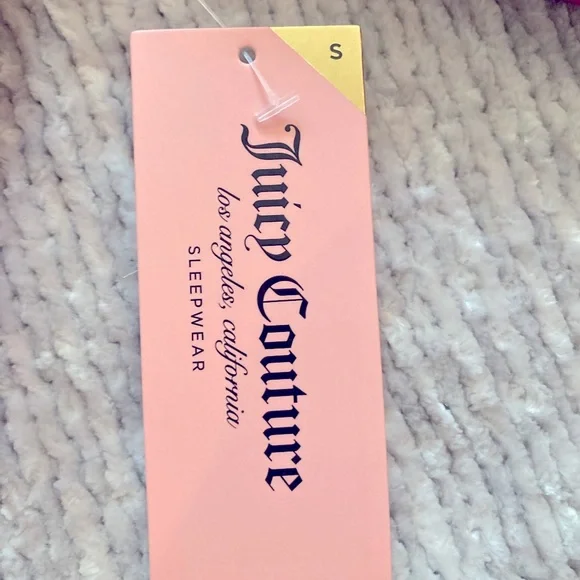 S
Juicy Couture
los angeles, california
SLEEPWEAR